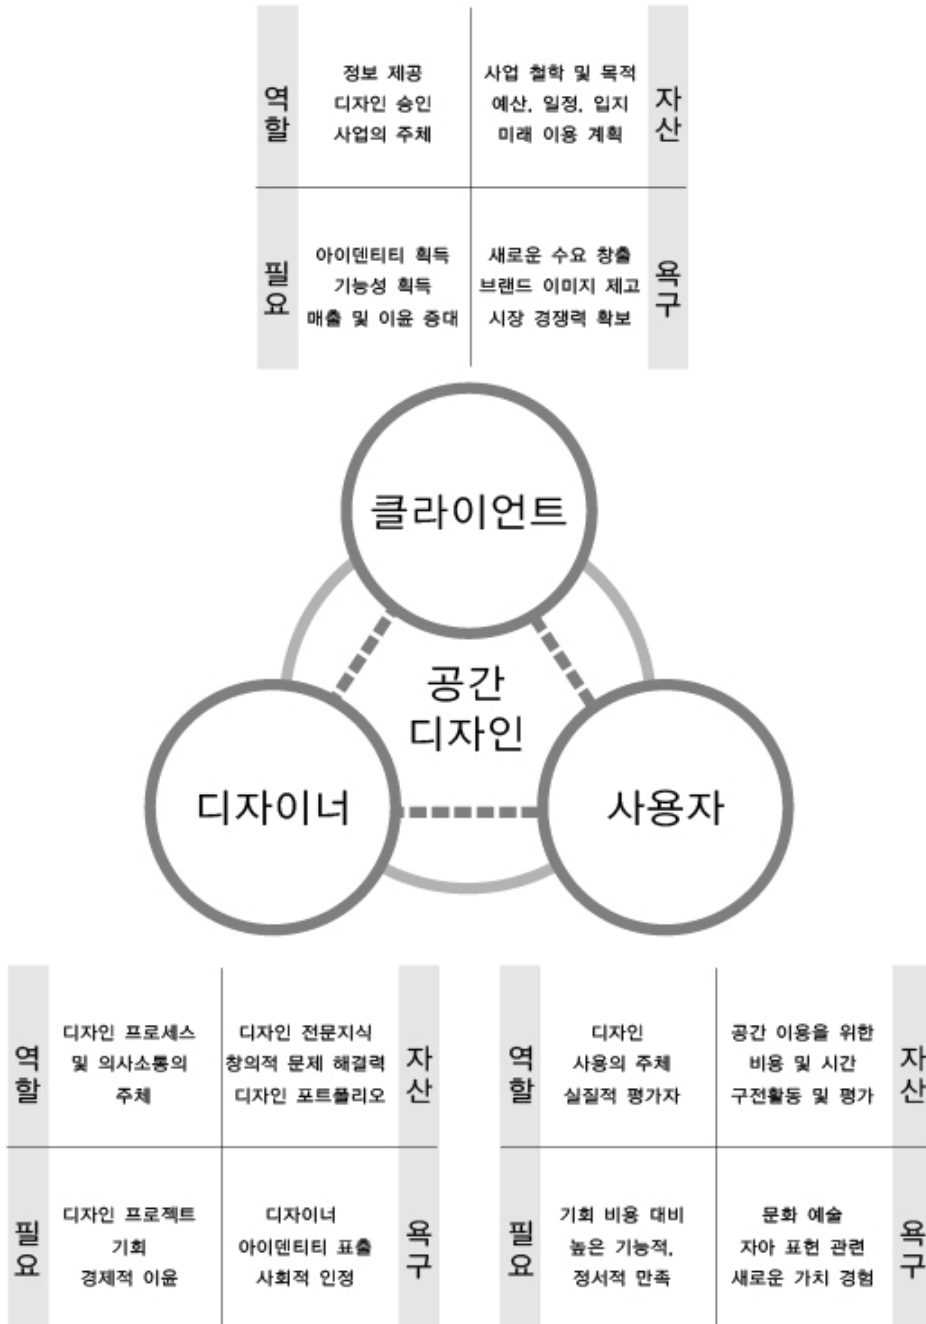 역할
정보 제공
디자인 승인
사업의 주체
사업 철학 및 목적
예산, 일정, 입지
미래 이용 계획
자산
필요
아이덴티티 획득
기능성 획득
매출 및 이윤 증대
새로운 수요 창출
브랜드 이미지 제고
시장 경쟁력 확보
욕구
클라이언트
공간
디자인
디자이너
사용자
역할
디자인 프로세스
및 의사소통의
주체
디자인 전문지식
창의적 문제 해결력
디자인 포트폴리오
자산
필요
디자인 프로젝트
기회
경제적 이윤
디자이너
아이덴티티 표출
사회적 인정
욕구
역할
디자인
사용의 주체
실질적 평가자
공간 이용을 위한
비용 및 시간
구전활동 및 평가
자산
필요
기회 비용 대비
높은 기능적,
정서적 만족
문화 예술
자아 표현 관련
새로운 가치 경험
욕구